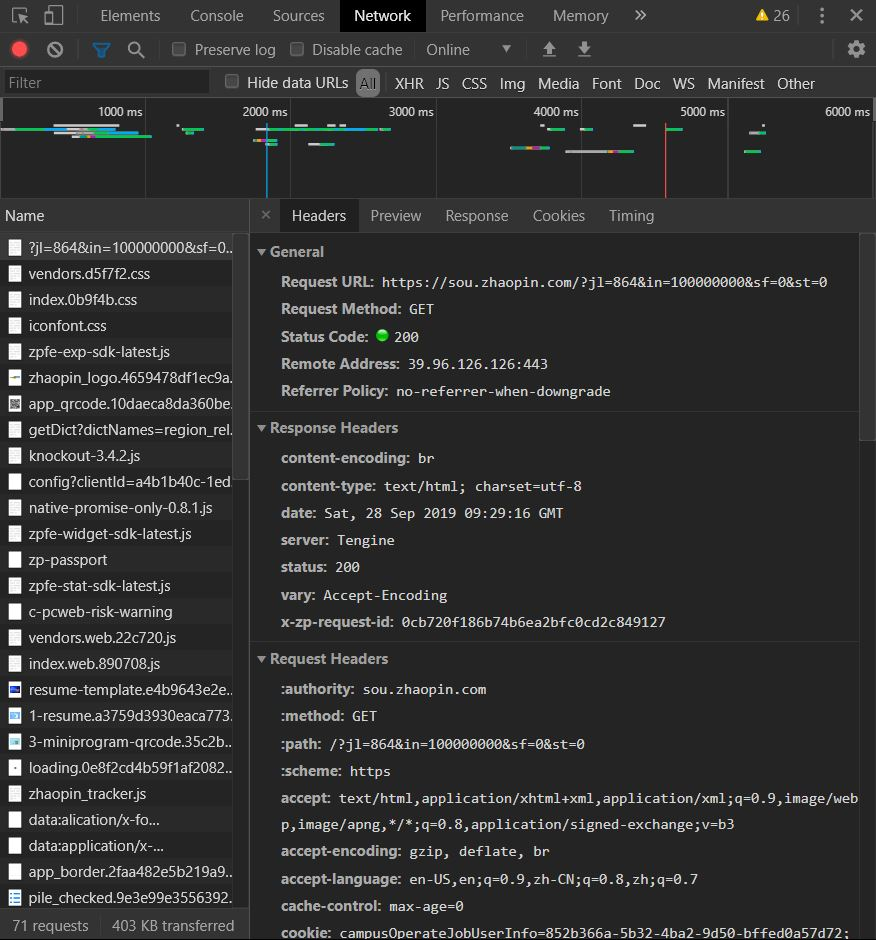 Elements Console Sources Network Performance Memory » 26
Preserve log Disable cache Online
Filter Hide data URLs All XHR JS CSS Img Media Font Doc WS Manifest Other
1000 ms 2000 ms 3000 ms 4000 ms 5000 ms 6000 ms
Name
?jl=864&in=100000000&sf=0...
vendors.d5f7f2.css
index.0b9f4b.css
iconfont.css
zpfe-exp-sdk-latest.js
zhaopin_logo.4659478df1ec9a...
app_qrcode.10daeca8da360be...
getDict?dictNames=region_rel...
knockout-3.4.2.js
config?clientId=a4b1b40c-1ed...
native-promise-only-0.8.1.js
zpfe-widget-sdk-latest.js
zp-passport
zpfe-stat-sdk-latest.js
c-pcweb-risk-warning
vendors.web.22c720.js
index.web.890708.js
resume-template.e4b9643e2e...
1-resume.a3759d3930eaca773...
3-miniprogram-qrcode.35c2b...
loading.0e8f2cd4b59f1af2082...
zhaopin_tracker.js
data:alication/x-fo...
data:application/x-...
app_border.2faa482e5b219a9...
pile_checked.9e3e99e3556392...
71 requests 403 KB transferred
× Headers Preview Response Cookies Timing
General
Request URL: https://sou.zhaopin.com/?jl=864&in=100000000&sf=0&st=0
Request Method: GET
Status Code: 200
Remote Address: 39.96.126.126:443
Referrer Policy: no-referrer-when-downgrade
Response Headers
content-encoding: br
content-type: text/html; charset=utf-8
date: Sat, 28 Sep 2019 09:29:16 GMT
server: Tengine
status: 200
vary: Accept-Encoding
x-zp-request-id: 0cb720f186b74b6ea2bfc0cd2c849127
Request Headers
:authority: sou.zhaopin.com
:method: GET
:path: /?jl=864&in=100000000&sf=0&st=0
:scheme: https
accept: text/html,application/xhtml+xml,application/xml;q=0.9,image/web
p,image/apng,*/*;q=0.8,application/signed-exchange;v=b3
accept-encoding: gzip, deflate, br
accept-language: en-US,en;q=0.9,zh-CN;q=0.8,zh;q=0.7
cache-control: max-age=0
cookie: campusOperateJobUserInfo=852b366a-5b32-4ba2-9d50-bffed0a57d72;